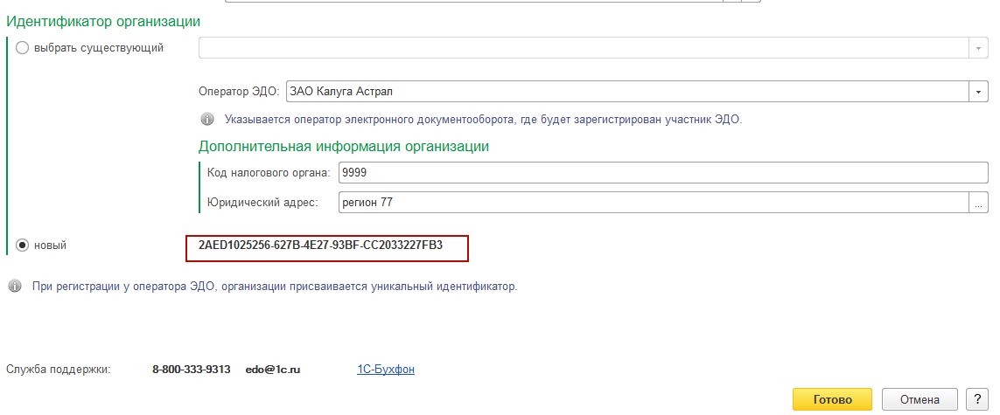 Идентификатор организации
выбрать существующий
Оператор ЭДО: ЗАО Калуга Астрал
Указывается оператор электронного документооборота, где будет зарегистрирован участник ЭДО.
Дополнительная информация организации
Код налогового органа: 9999
Юридический адрес: регион 77 ...
новый 2AED1025256-627B-4E27-93BF-CC2033227FB3
При регистрации у оператора ЭДО, организации присваивается уникальный идентификатор.
Служба поддержки: 8-800-333-9313 edo@1c.ru 1С-Бухфон
Готово Отмена ?